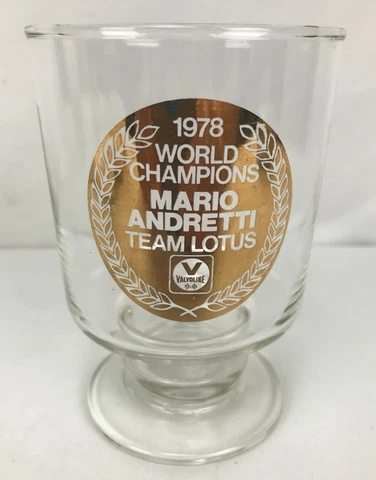 1978
WORLD
CHAMPIONS
MARIO
ANDRETTI
TEAM LOTUS
V
VALVOLINE